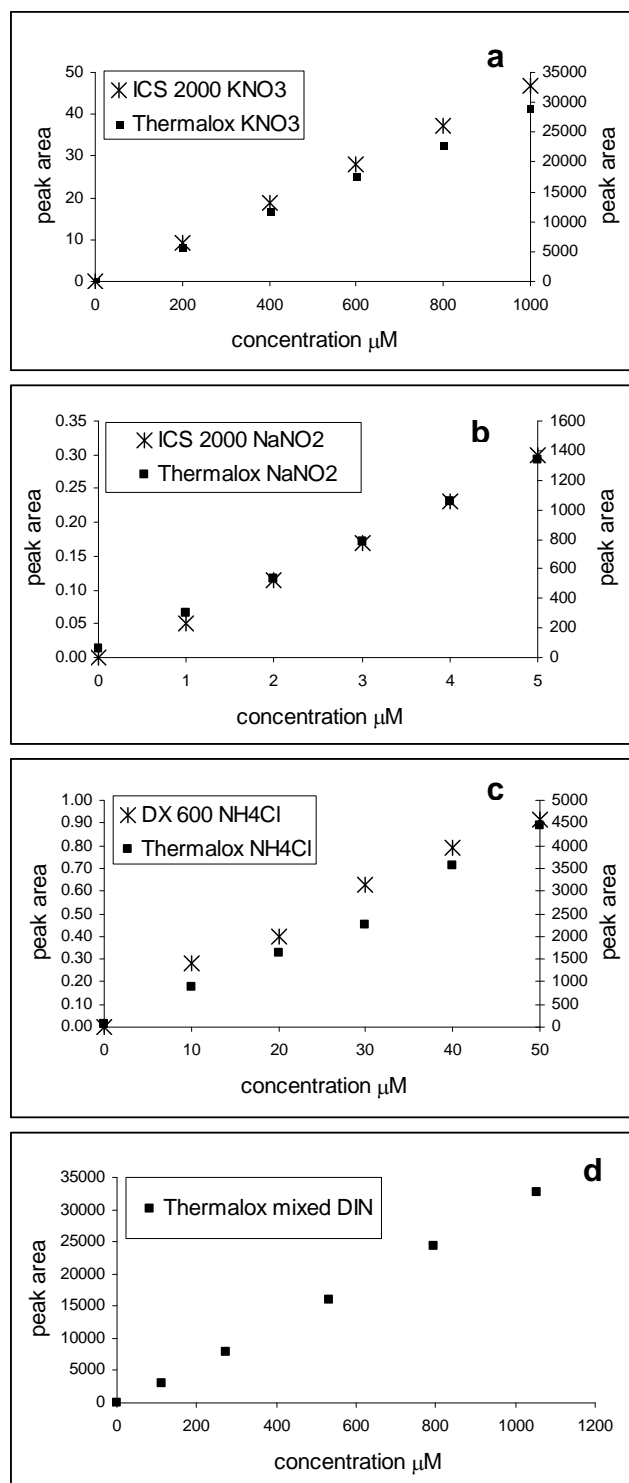 a
ICS 2000 KNO3
Thermalox KNO3
peak area
50
40
30
20
10
0
35000
30000
25000
20000
15000
10000
5000
0
peak area
0 200 400 600 800 1000
concentration μM
b
ICS 2000 NaNO2
Thermalox NaNO2
peak area
0.35
0.30
0.25
0.20
0.15
0.10
0.05
0.00
1600
1400
1200
1000
800
600
400
200
0
peak area
0 1 2 3 4 5
concentration μM
c
DX 600 NH4Cl
Thermalox NH4Cl
peak area
1.00
0.90
0.80
0.70
0.60
0.50
0.40
0.30
0.20
0.10
0.00
5000
4500
4000
3500
3000
2500
2000
1500
1000
500
0
peak area
0 10 20 30 40 50
concentration μM
d
Thermalox mixed DIN
peak area
35000
30000
25000
20000
15000
10000
5000
0
0 200 400 600 800 1000 1200
concentration μM